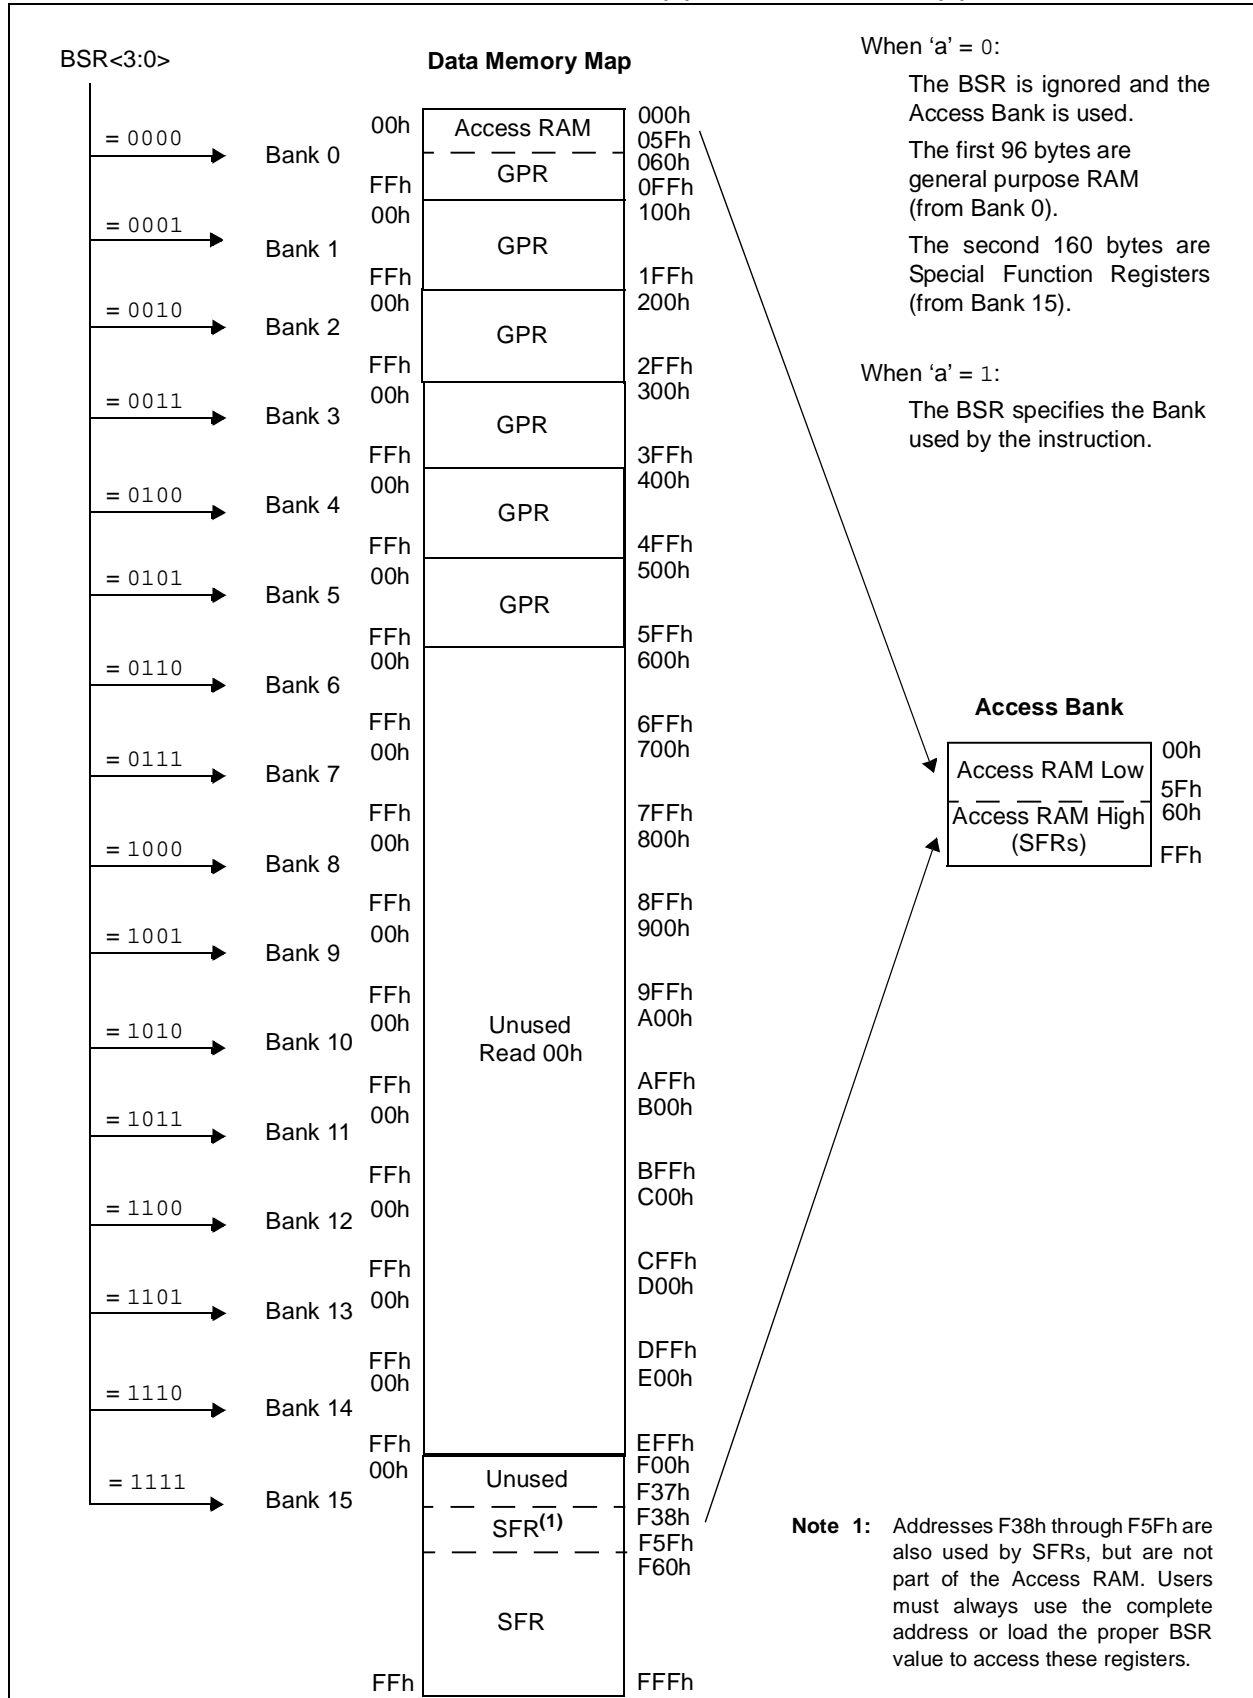 BSR<3:0>
Data Memory Map
When ‘a’ = 0:
The BSR is ignored and the
Access Bank is used.
The first 96 bytes are
general purpose RAM
(from Bank 0).
The second 160 bytes are
Special Function Registers
(from Bank 15).
When ‘a’ = 1:
The BSR specifies the Bank
used by the instruction.
= 0000
Bank 0
00h
FFh
Access RAM
GPR
000h
05Fh
060h
0FFh
= 0001
Bank 1
00h
FFh
GPR
100h
1FFh
= 0010
Bank 2
00h
FFh
GPR
200h
2FFh
= 0011
Bank 3
00h
FFh
GPR
300h
3FFh
= 0100
Bank 4
00h
FFh
GPR
400h
4FFh
= 0101
Bank 5
00h
FFh
GPR
500h
5FFh
= 0110
Bank 6
00h
FFh
600h
6FFh
= 0111
Bank 7
00h
FFh
700h
7FFh
= 1000
Bank 8
00h
FFh
800h
8FFh
= 1001
Bank 9
00h
FFh
900h
9FFh
= 1010
Bank 10
00h
FFh
Unused
Read 00h
A00h
AFFh
= 1011
Bank 11
00h
FFh
B00h
BFFh
= 1100
Bank 12
00h
FFh
C00h
CFFh
= 1101
Bank 13
00h
FFh
D00h
DFFh
= 1110
Bank 14
00h
FFh
E00h
EFFh
= 1111
Bank 15
00h
FFh
Unused
SFR(1)
SFR
F00h
F37h
F38h
F5Fh
F60h
FFFh
Access Bank
Access RAM Low
Access RAM High
(SFRs)
00h
5Fh
60h
FFh
Note 1: Addresses F38h through F5Fh are
also used by SFRs, but are not
part of the Access RAM. Users
must always use the complete
address or load the proper BSR
value to access these registers.